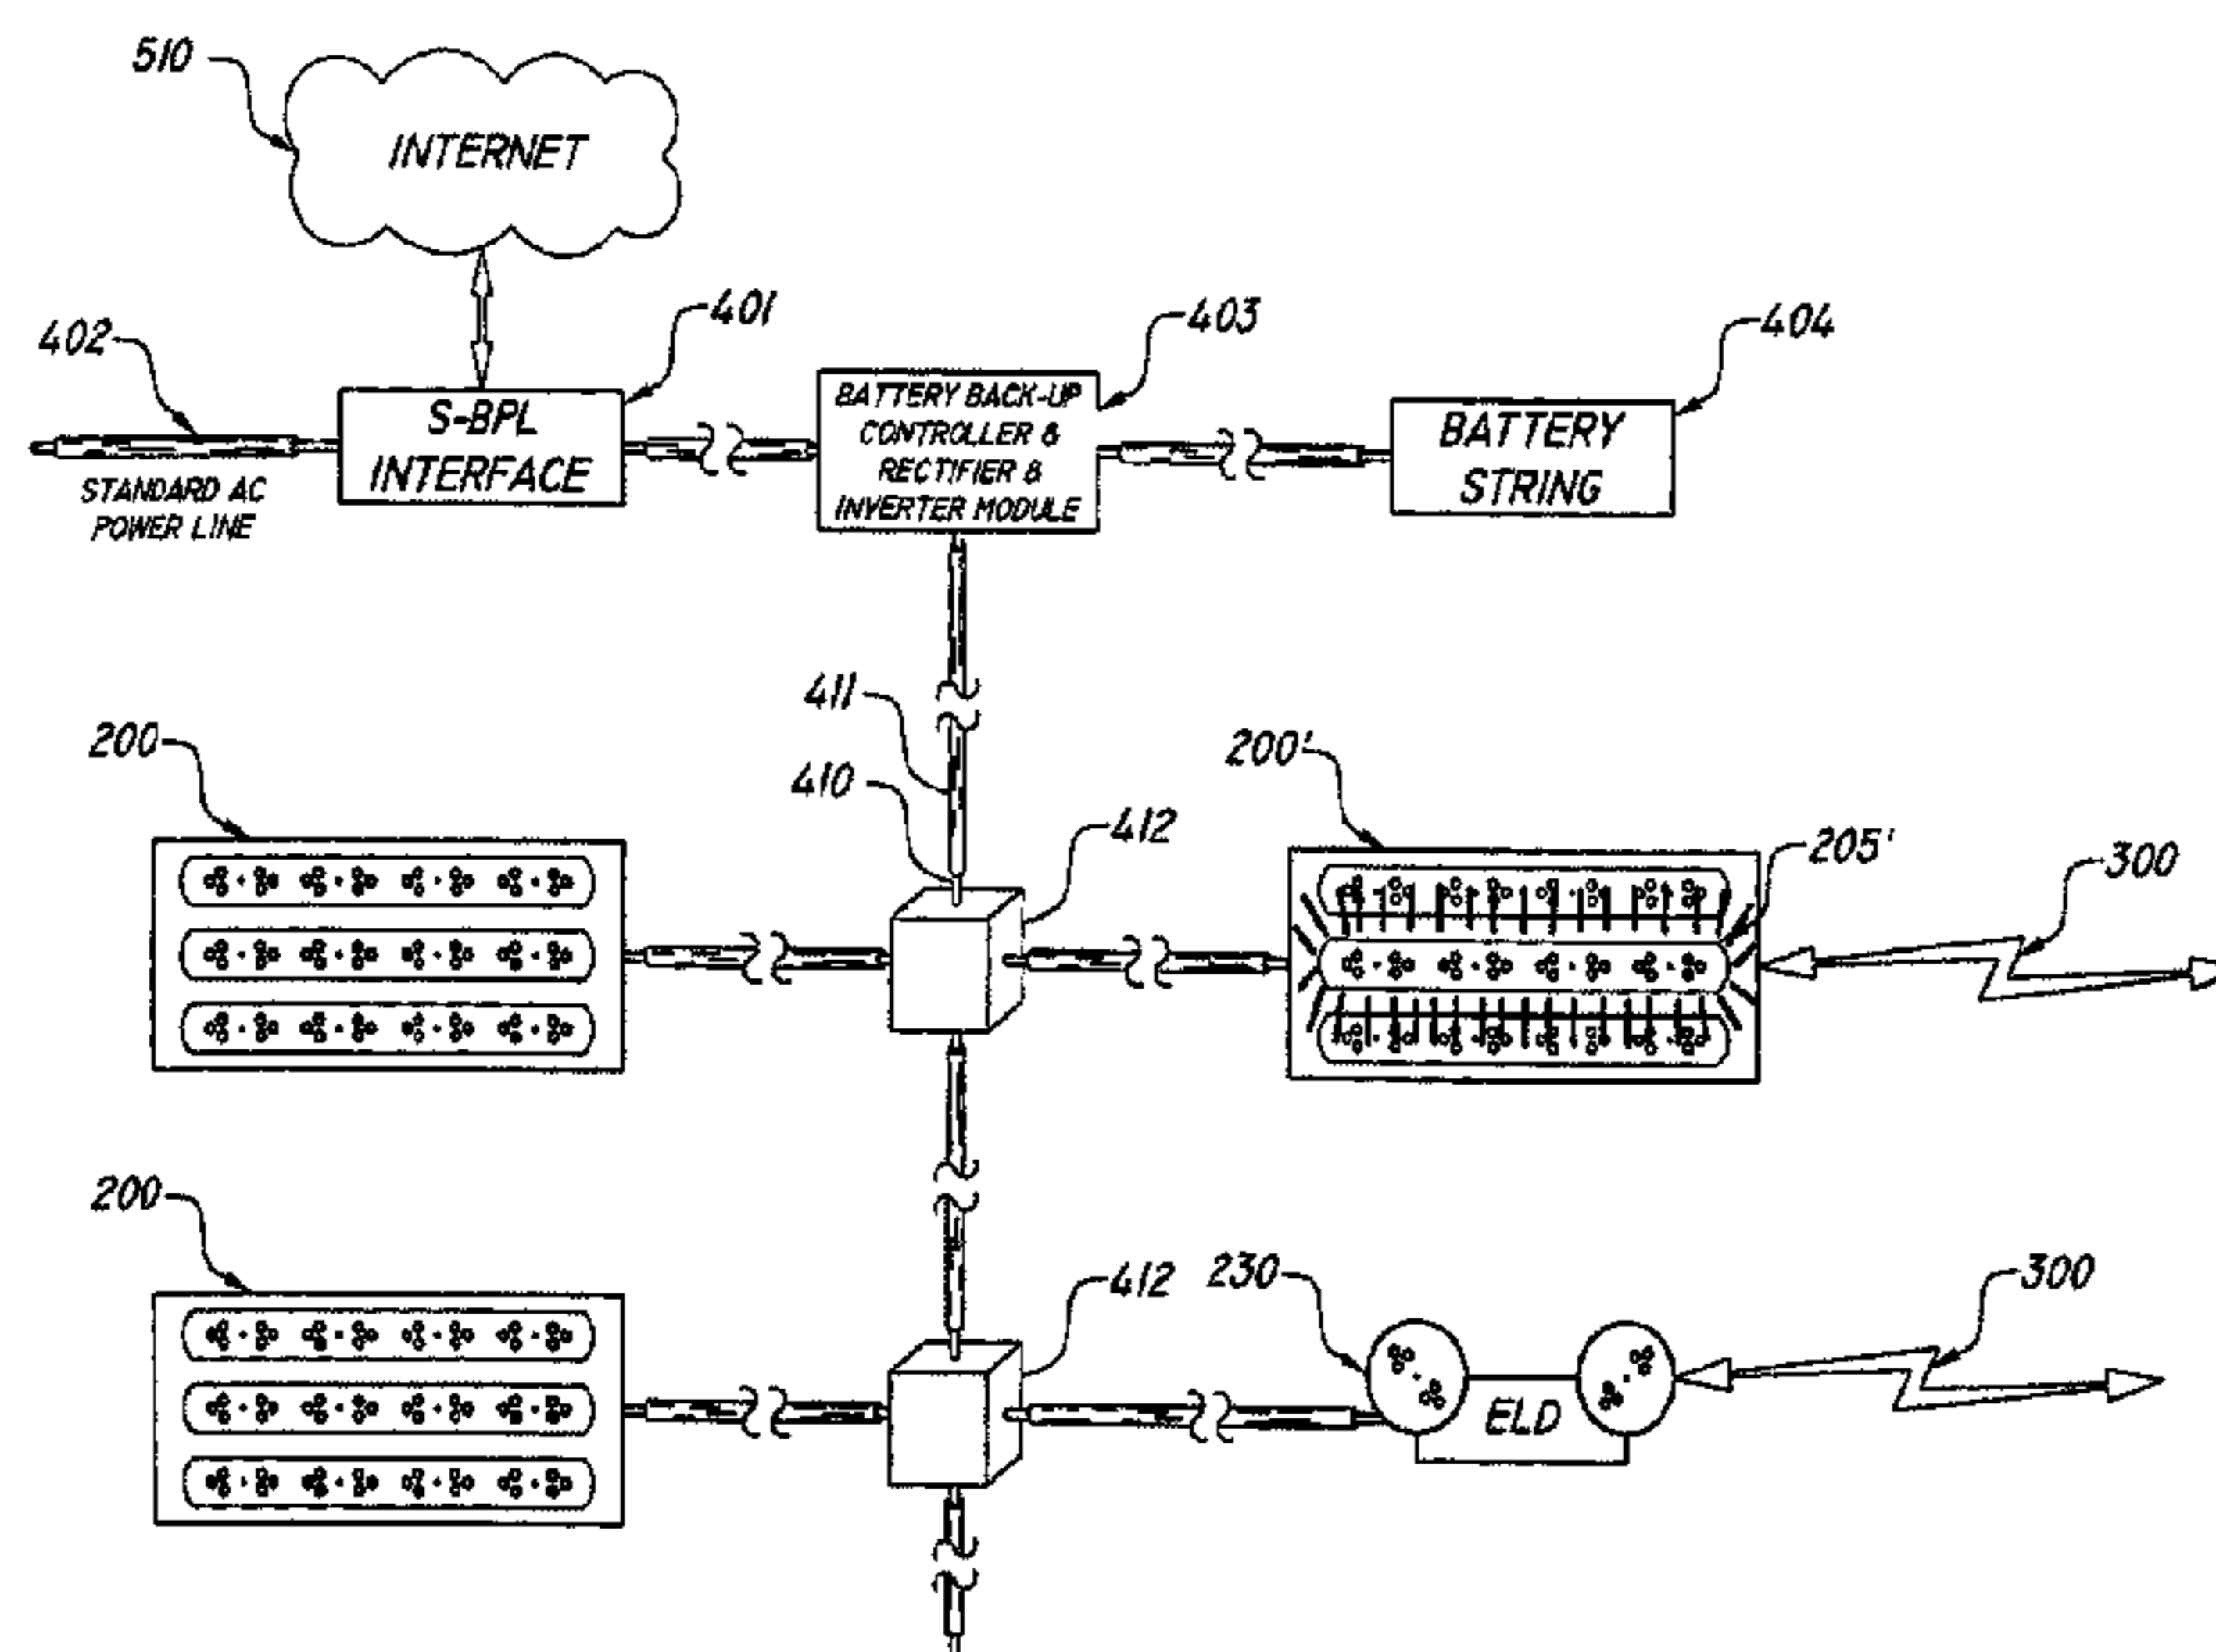 510
INTERNET
401
403
404
402
S-BPL
INTERFACE
BATTERY BACK-UP
CONTROLLER &
RECTIFIER &
INVERTER MODULE
BATTERY
STRING
STANDARD AC
POWER LINE
411
200
200'
410
412
205'
300
200
412
230
300
ELD